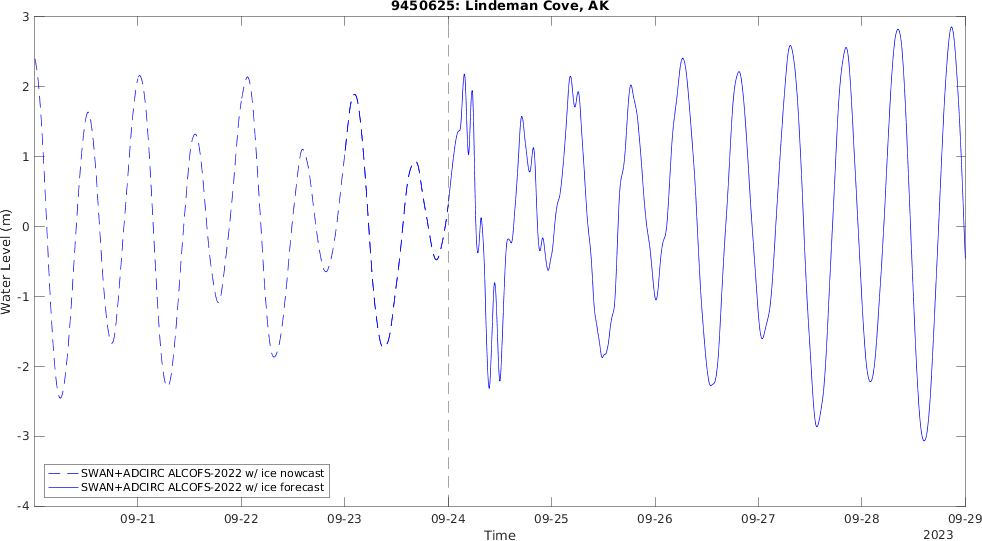 9450625: Lindeman Cove, AK
3
2
1
0
-1
-2
-3
-4
Water Level (m)
SWAN+ADCIRC ALCOFS-2022 w/ ice nowcast
SWAN+ADCIRC ALCOFS-2022 w/ ice forecast
09-21 09-22 09-23 09-24 09-25 09-26 09-27 09-28 09-29
Time
2023